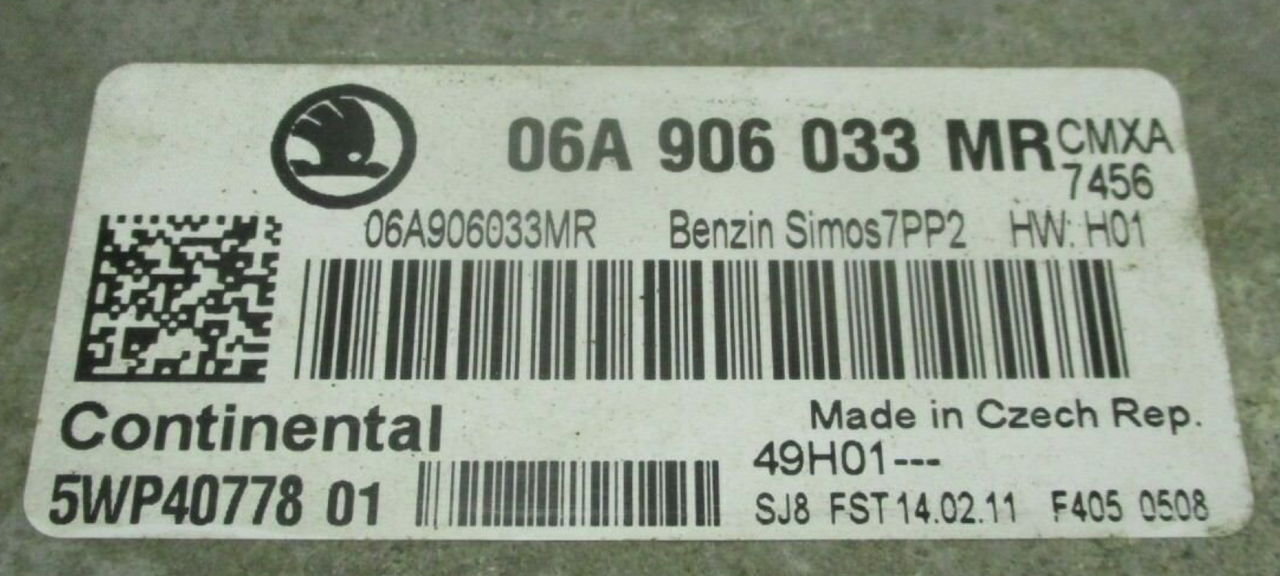 06A 906 033 MR CMXA
7456
06A906033MR Benzin Simos7PP2 HW: H01
Continental
Made in Czech Rep.
5WP40778 01
49H01---
SJ8 FST 14.02.11 F405 0508